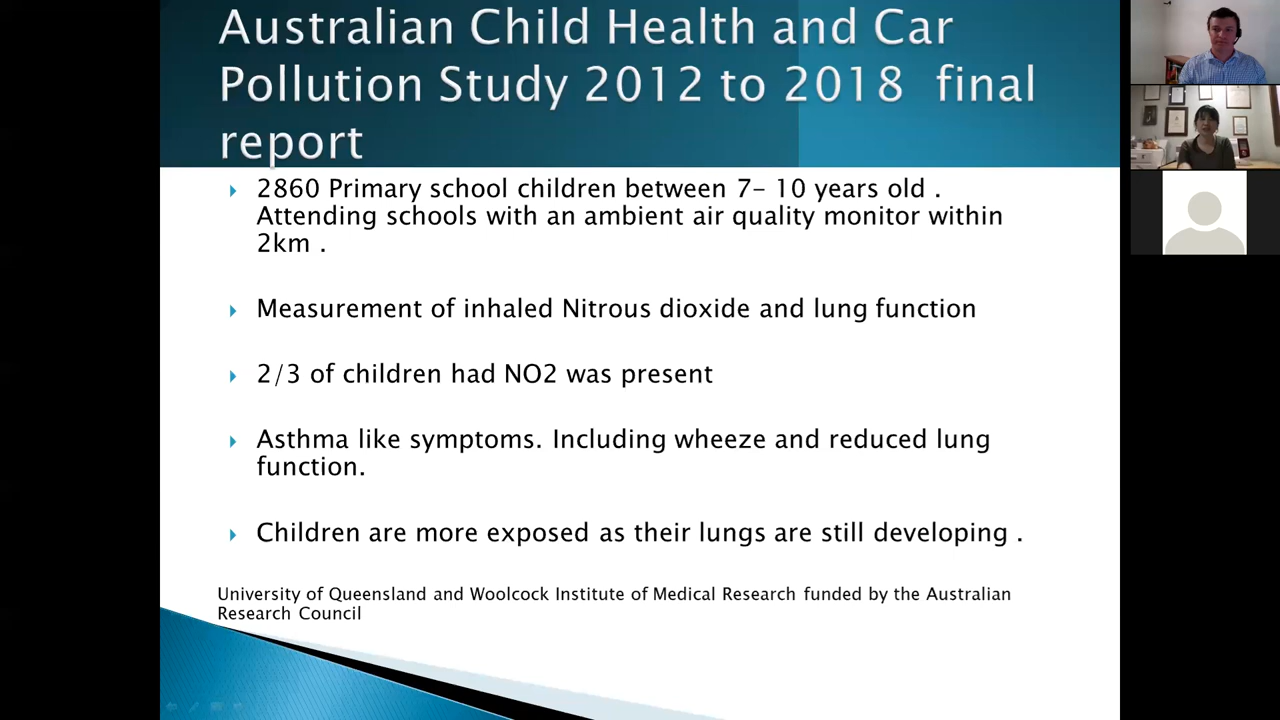 Australian Child Health and Car
Pollution Study 2012 to 2018  final
report
2860 Primary school children between 7– 10 years old .
Attending schools with an ambient air quality monitor within
2km .
Measurement of inhaled Nitrous dioxide and lung function
2/3 of children had NO2 was present
Asthma like symptoms. Including wheeze and reduced lung
function.
Children are more exposed as their lungs are still developing .
University of Queensland and Woolcock Institute of Medical Research funded by the Australian
Research Council